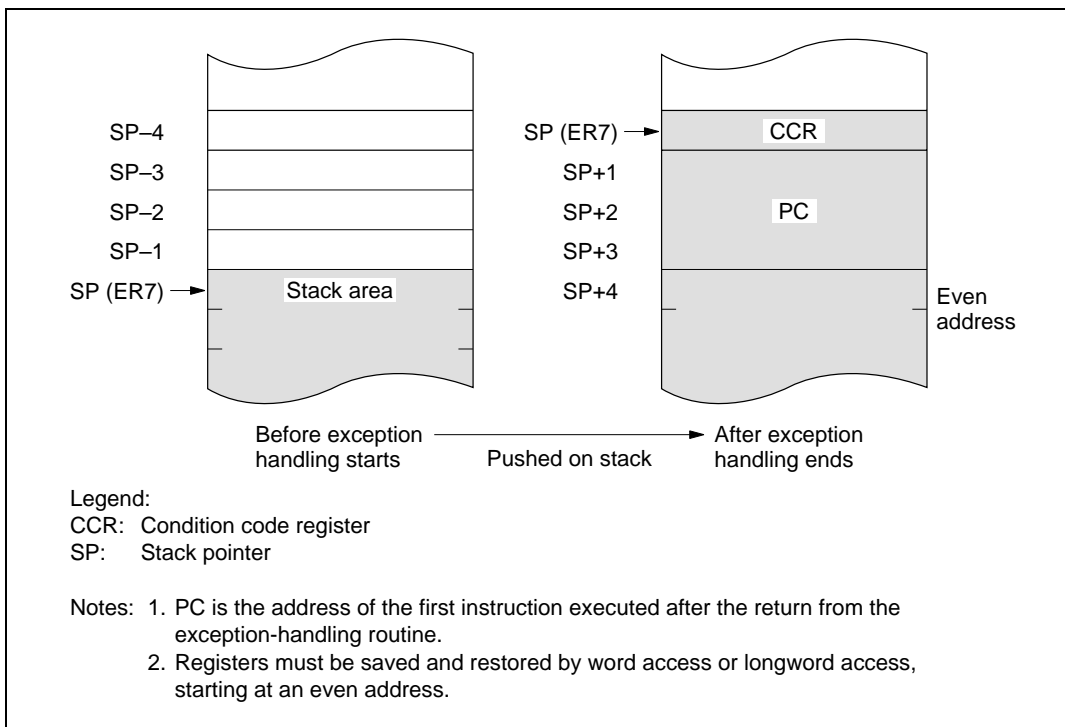 SP–4
SP–3
SP–2
SP–1
SP (ER7)
Stack area
SP (ER7)
SP+1
SP+2
SP+3
SP+4
CCR
PC
Even
address
Before exception
handling starts
Pushed on stack
After exception
handling ends
Legend:
CCR: Condition code register
SP: Stack pointer
Notes: 1. PC is the address of the first instruction executed after the return from the
exception-handling routine.
2. Registers must be saved and restored by word access or longword access,
starting at an even address.